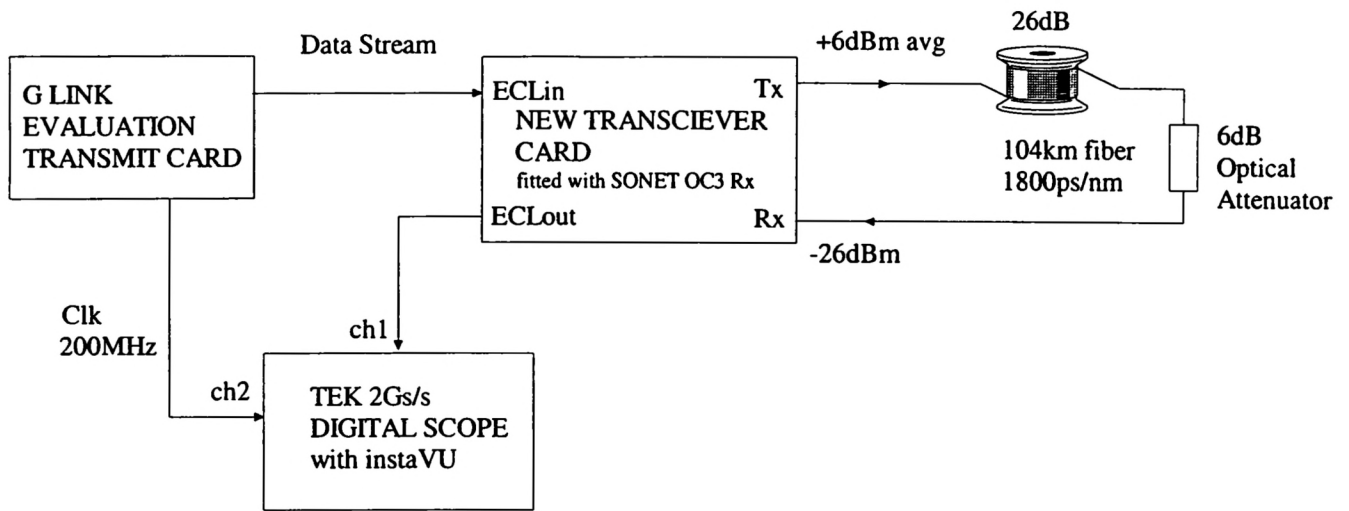 Data Stream
G LINK
EVALUATION
TRANSMIT CARD
ECLin
Tx
NEW TRANSCIEVER
CARD
fitted with SONET OC3 Rx
ECLout
Rx
+6dBm avg
26dB
104km fiber
1800ps/nm
6dB
Optical
Attenuator
-26dBm
Clk
200MHz
ch1
ch2
TEK 2Gs/s
DIGITAL SCOPE
with instaVU